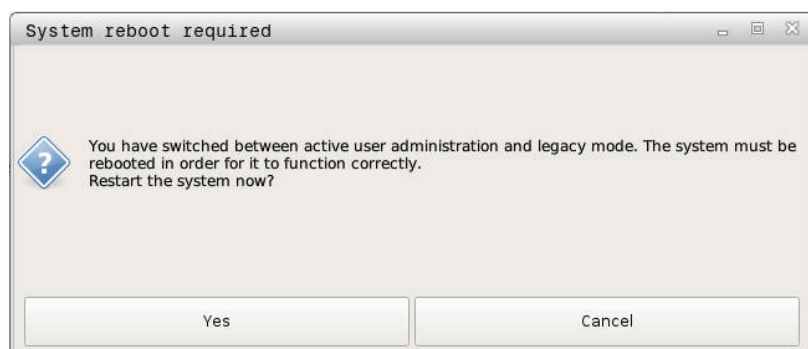 System reboot required
You have switched between active user administration and legacy mode. The system must be
rebooted in order for it to function correctly.
Restart the system now?
Yes
Cancel